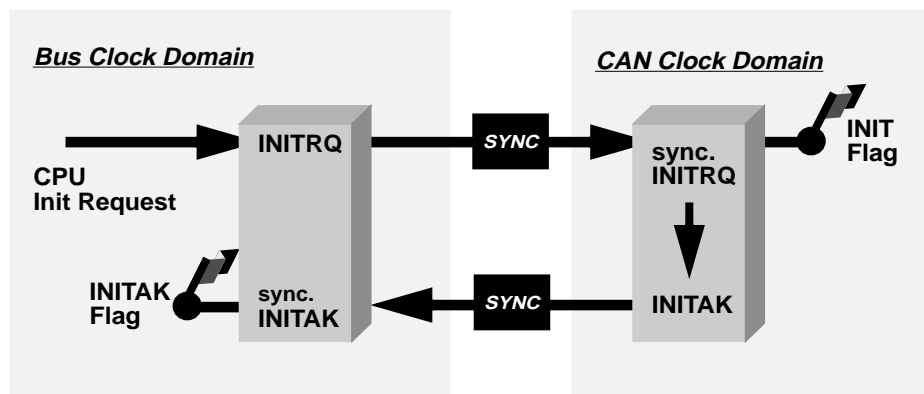 Bus Clock Domain
CPU
Init Request
INITRQ
INITAK
Flag
sync.
INITAK
SYNC
SYNC
CAN Clock Domain
sync.
INITRQ
INITAK
INIT
Flag